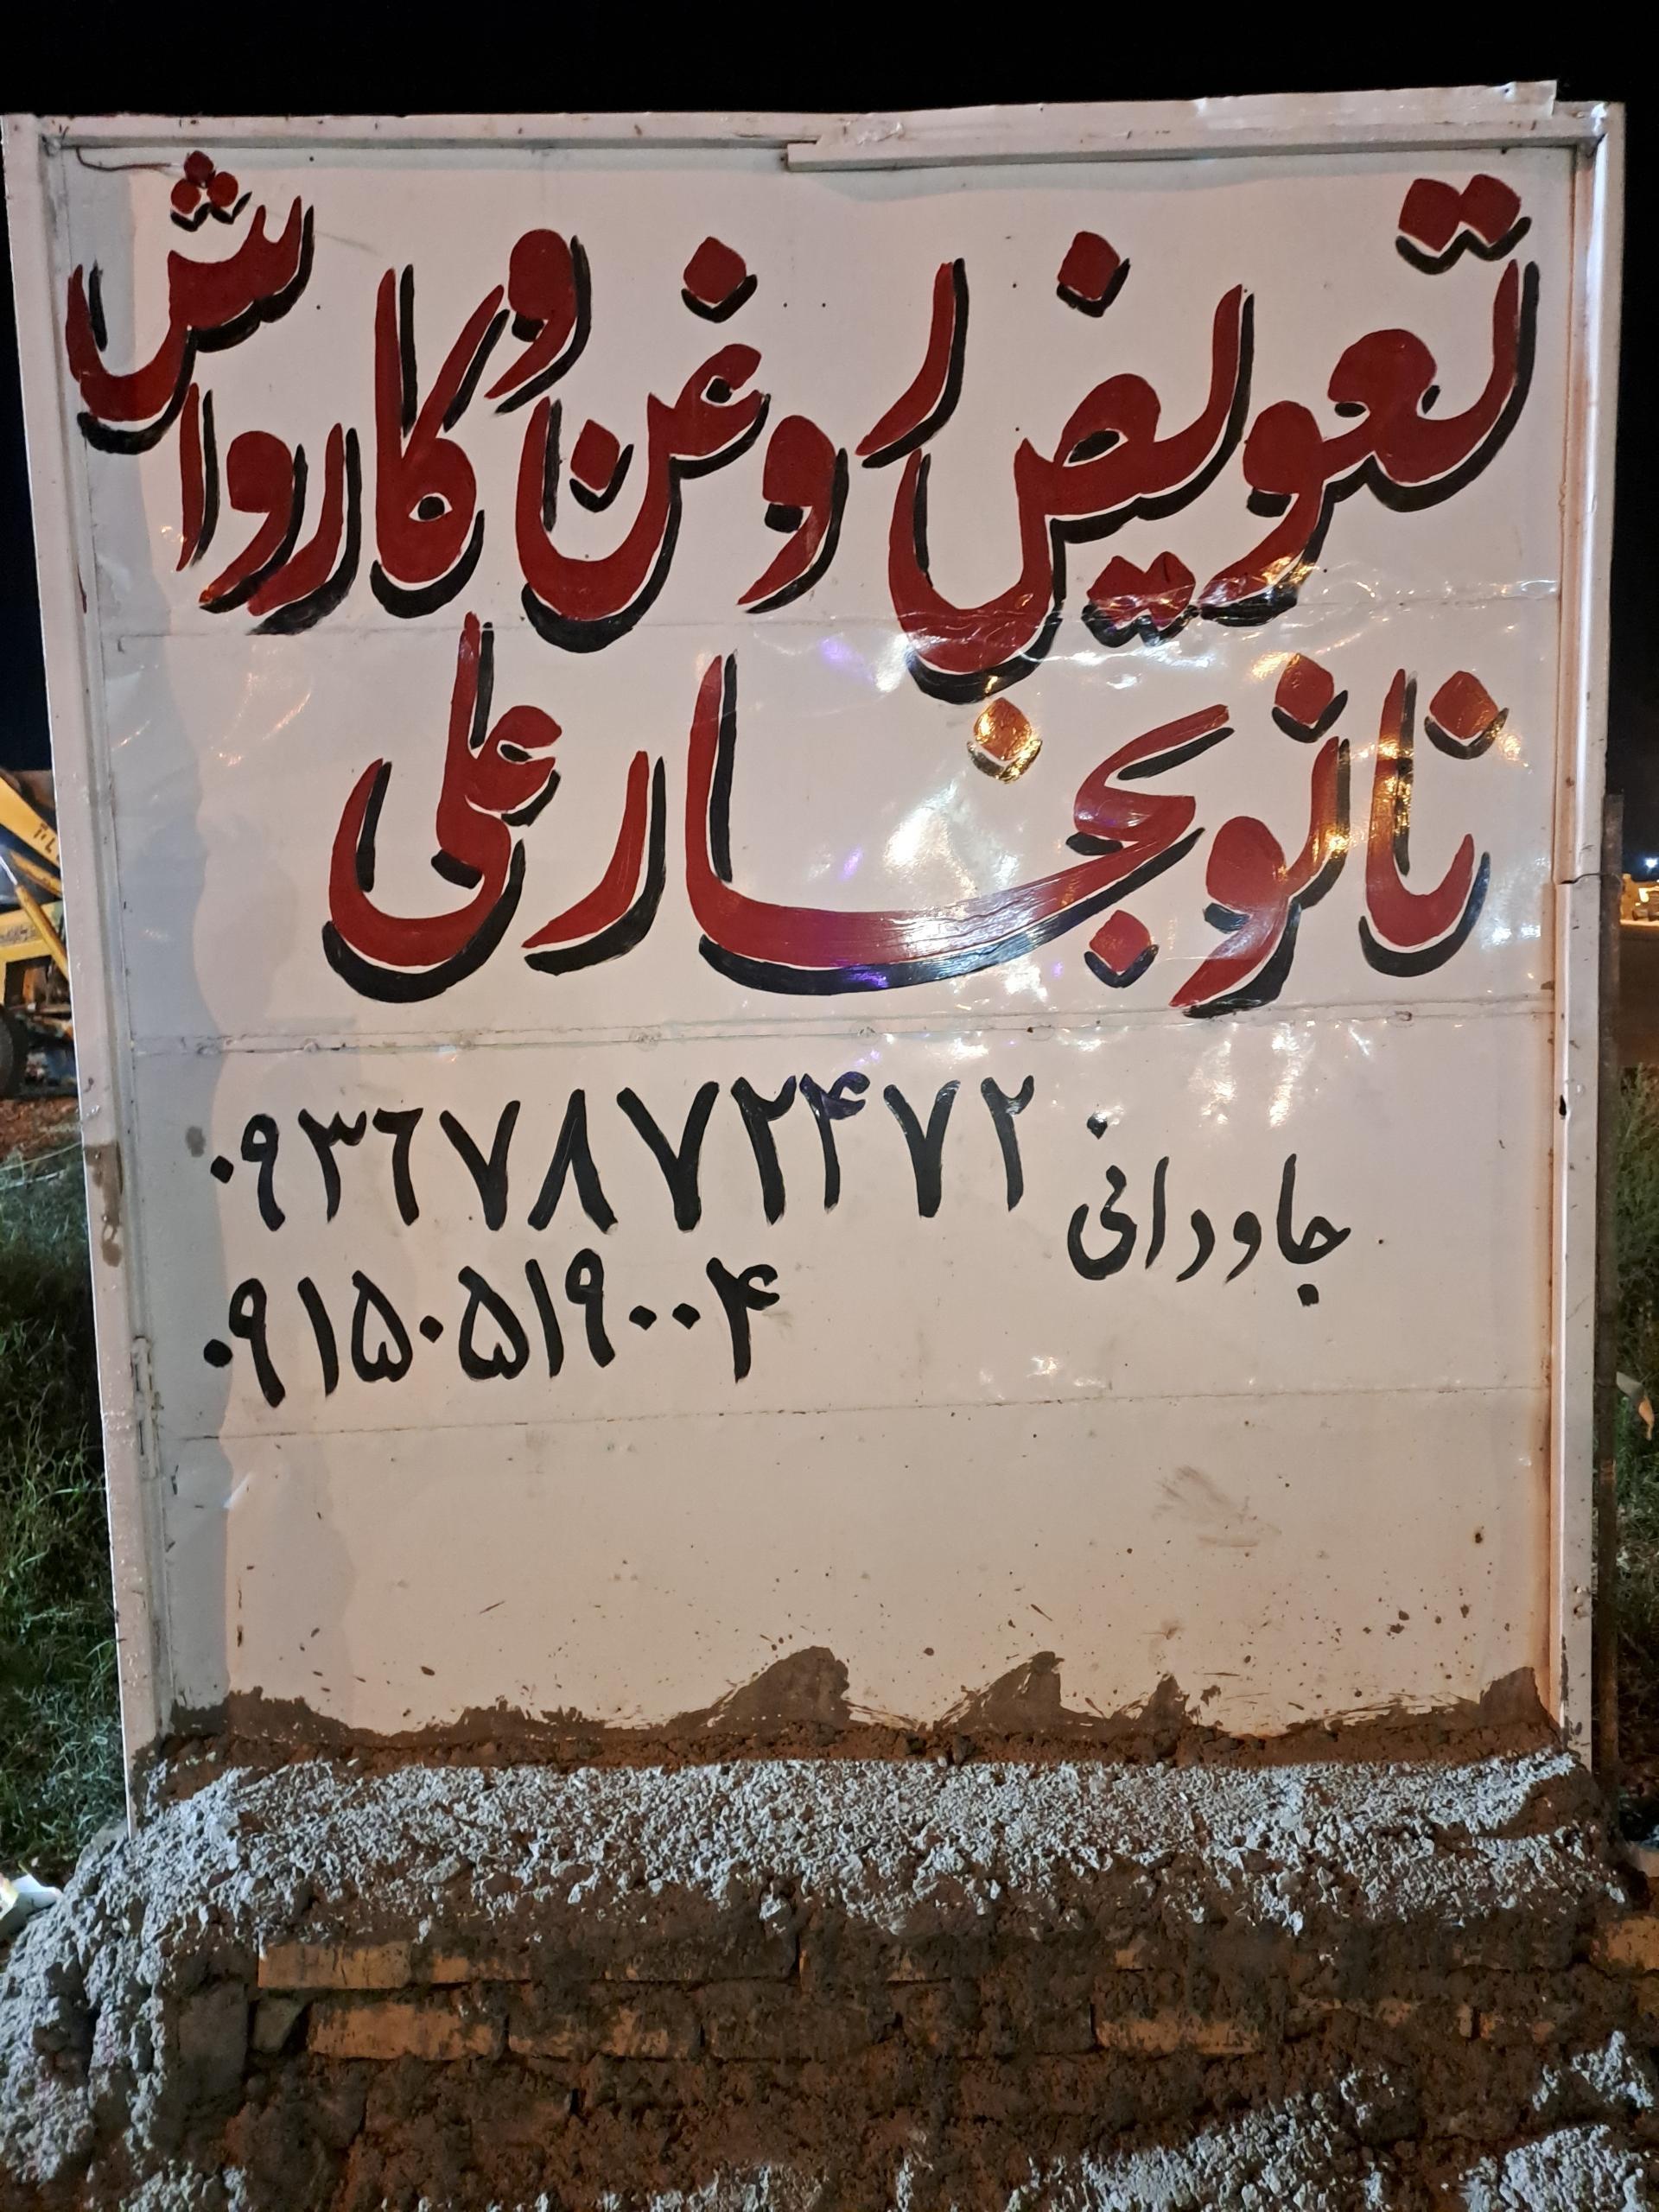 تعویض روغن و کارواش
نانو بخار علی
جاودانی ۰۹۳۶۷۸۷۲۴۷۲
۰۹۱۵۰۵۱۹۰۰۴